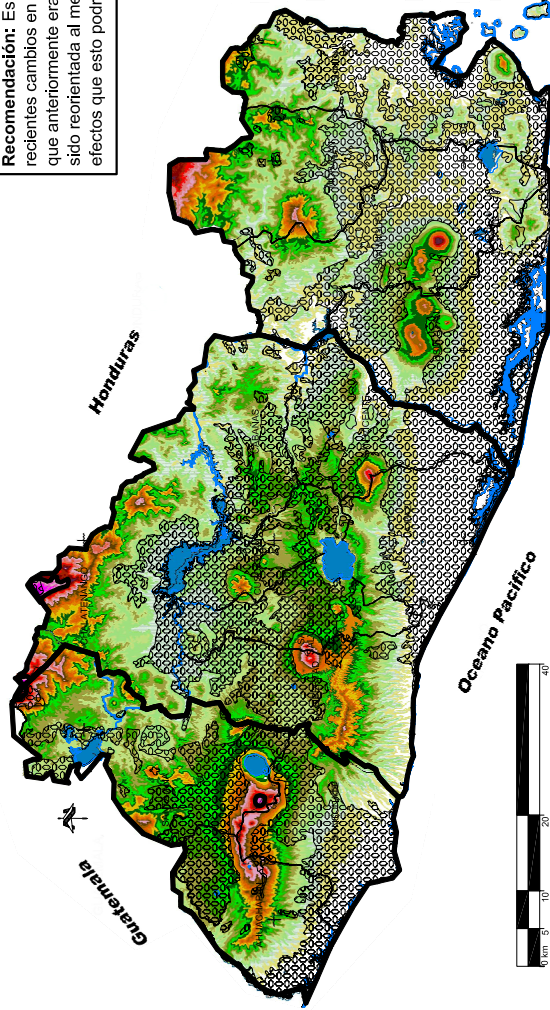 Recomendación: Es
recientes cambios en
que anteriormente era
sido reorientada al me
efectos que esto podr
Honduras
Guatemala
Oceano Pacifico
0 km 5 10 20 40